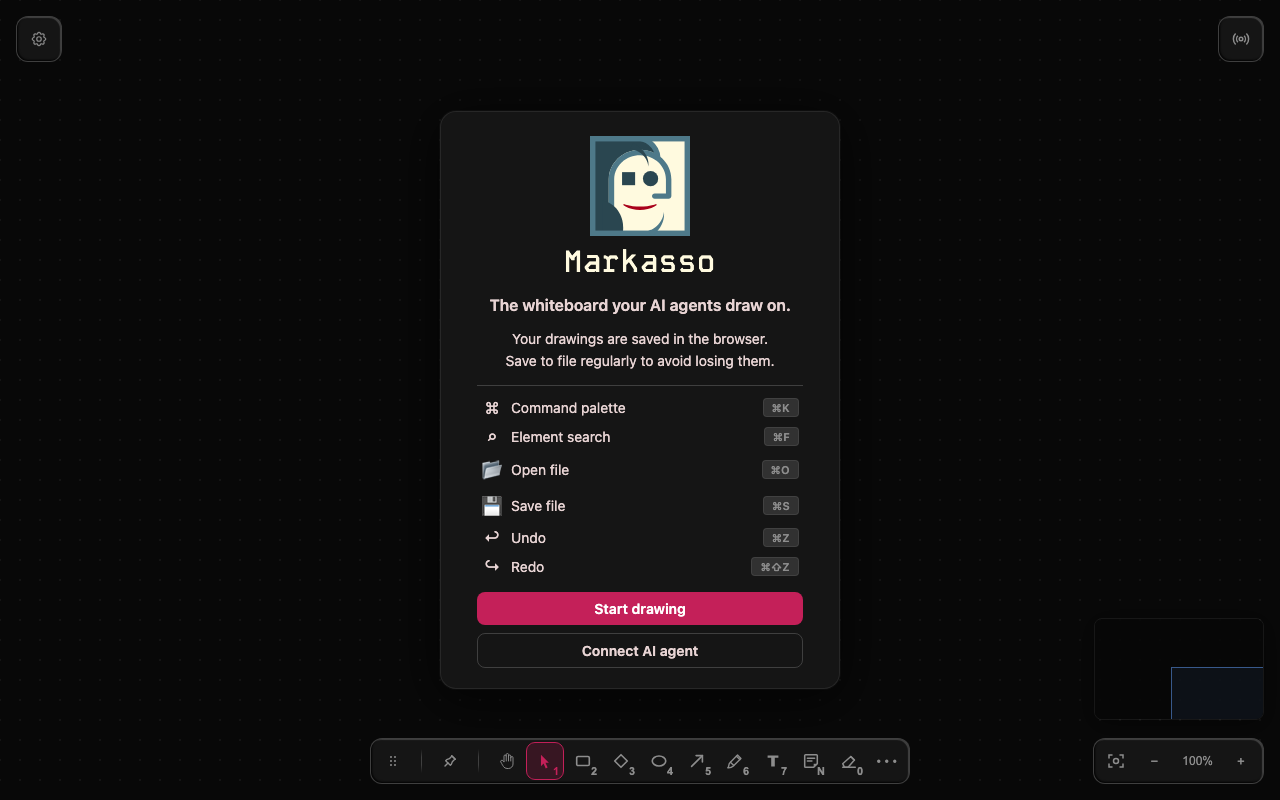 Markasso
The whiteboard your AI agents draw on.
Your drawings are saved in the browser.
Save to file regularly to avoid losing them.
⌘ Command palette ⌘K
Element search ⌘F
Open file ⌘O
Save file ⌘S
Undo ⌘Z
Redo ⌘⇧Z
Start drawing
Connect AI agent
1 2 3 4 5 6 T 7 N 0
− 100% +